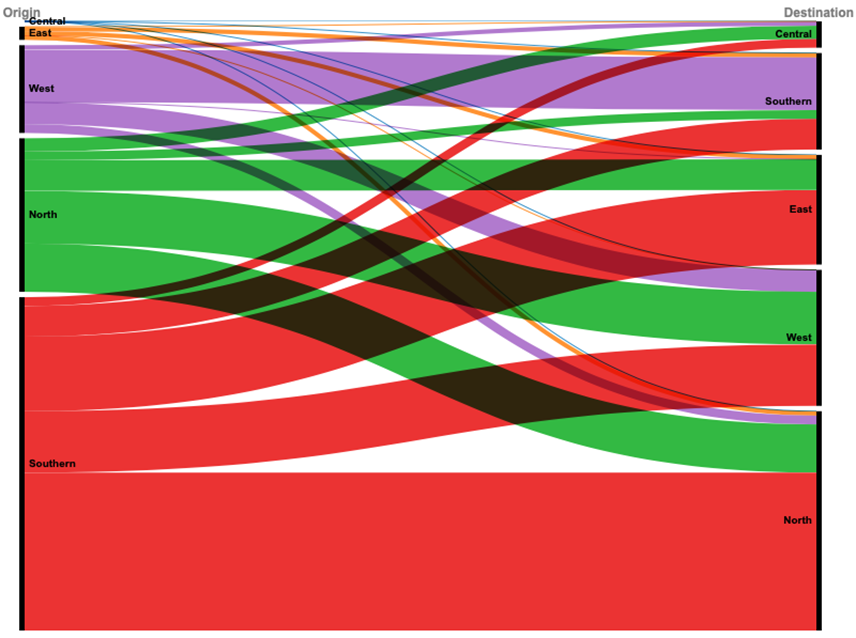 Origin
Destination
Central
East
West
North
Southern
Central
Southern
East
West
North